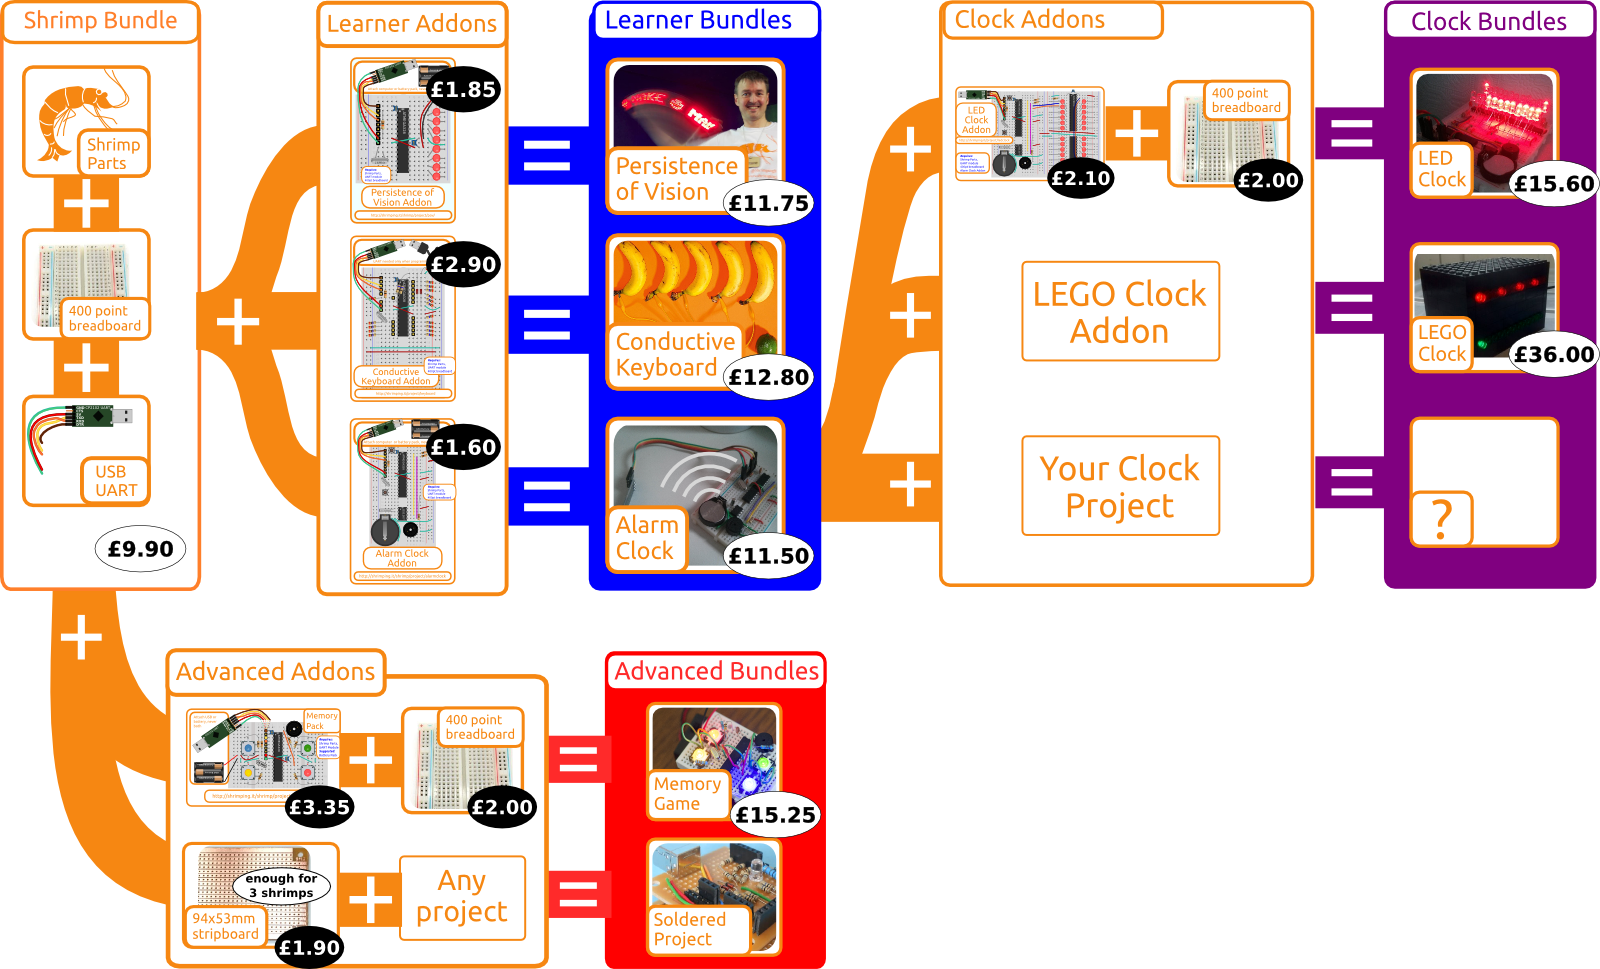 Shrimp Bundle
Shrimp
Parts
+
400 point
breadboard
+
USB
UART
£9.90
+
Learner Addons
£1.85
Persistence of
Vision Addon
£2.90
Conductive
Keyboard Addon
£1.60
Alarm Clock
Addon
=
=
=
Learner Bundles
Persistence
of Vision
£11.75
Conductive
Keyboard
£12.80
Alarm
Clock
£11.50
+
+
+
Clock Addons
LED
Clock
Addon
£2.10
+
400 point
breadboard
£2.00
LEGO Clock
Addon
Your Clock
Project
=
=
=
Clock Bundles
LED
Clock
£15.60
LEGO
Clock
£36.00
?
+
Advanced Addons
Memory
Pack
£3.35
+
400 point
breadboard
£2.00
enough for
3 shrimps
94x53mm
stripboard
£1.90
+
Any
project
=
=
Advanced Bundles
Memory
Game
£15.25
Soldered
Project